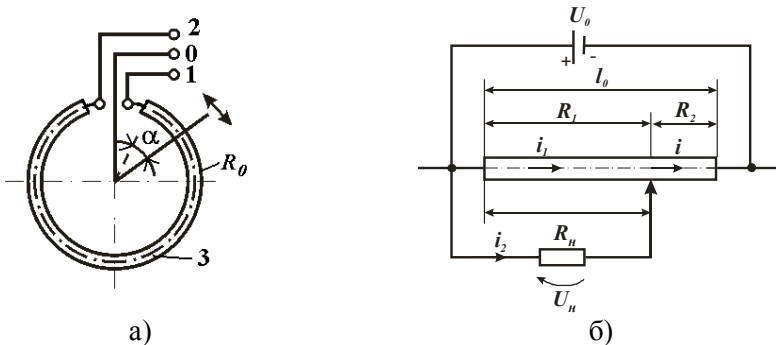 2
0
1
α
R₀
3
а)
U₀
+ -
l₀
R₁ R₂
i₁ i
i₂ Rн
Uн
б)